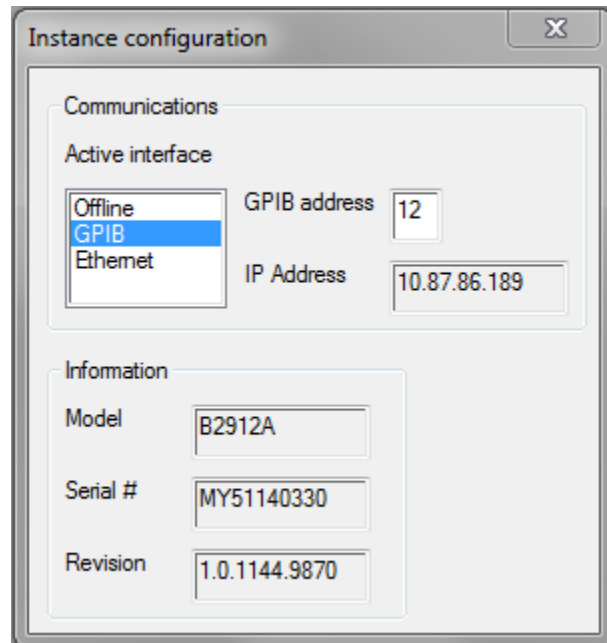 Instance configuration
Communications
Active interface
Offline
GPIB
Ethernet
GPIB address 12
IP Address 10.87.86.189
Information
Model B2912A
Serial # MY51140330
Revision 1.0.1144.9870